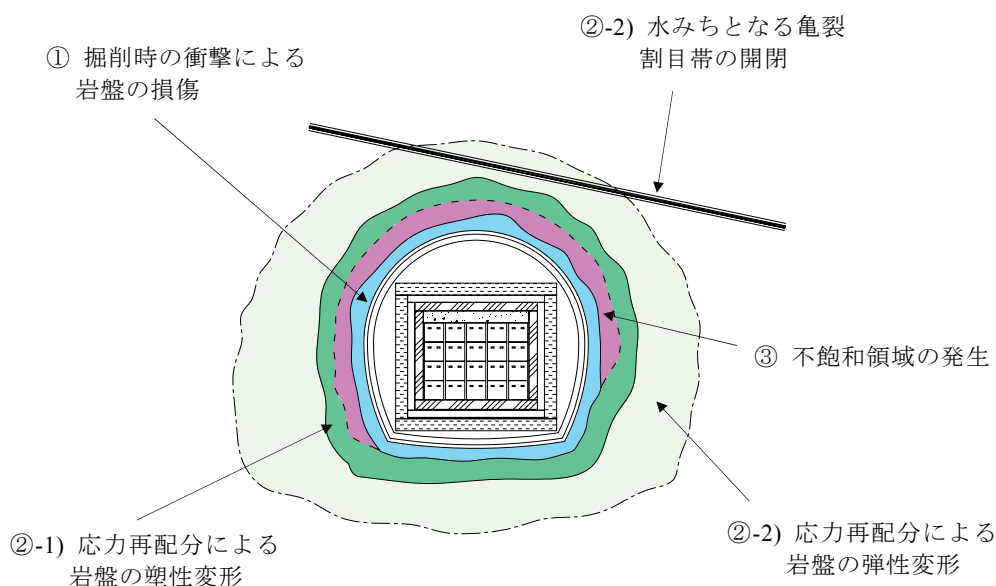 ②-2) 水みちとなる亀裂
割目帯の開閉
① 掘削時の衝撃による
岩盤の損傷
③ 不飽和領域の発生
②-1) 応力再配分による
岩盤の塑性変形
②-2) 応力再配分による
岩盤の弾性変形